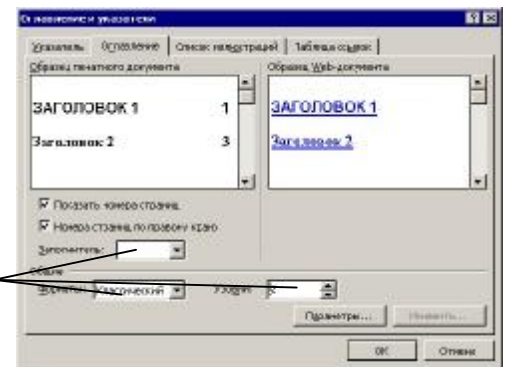 Оглавление и указатели
Указатель Оглавление Список иллюстраций Таблица ссылок
Образец печатного документа Образец Web-документа
ЗАГОЛОВОК 1 1 ЗАГОЛОВОК 1
Заголовок 2 3 Заголовок 2
Показать номера страниц
Номера страниц по правому краю
Заполнитель:
Общие
Форматы: Классический Уровни:
Параметры... Изменить...
ОК Отмена